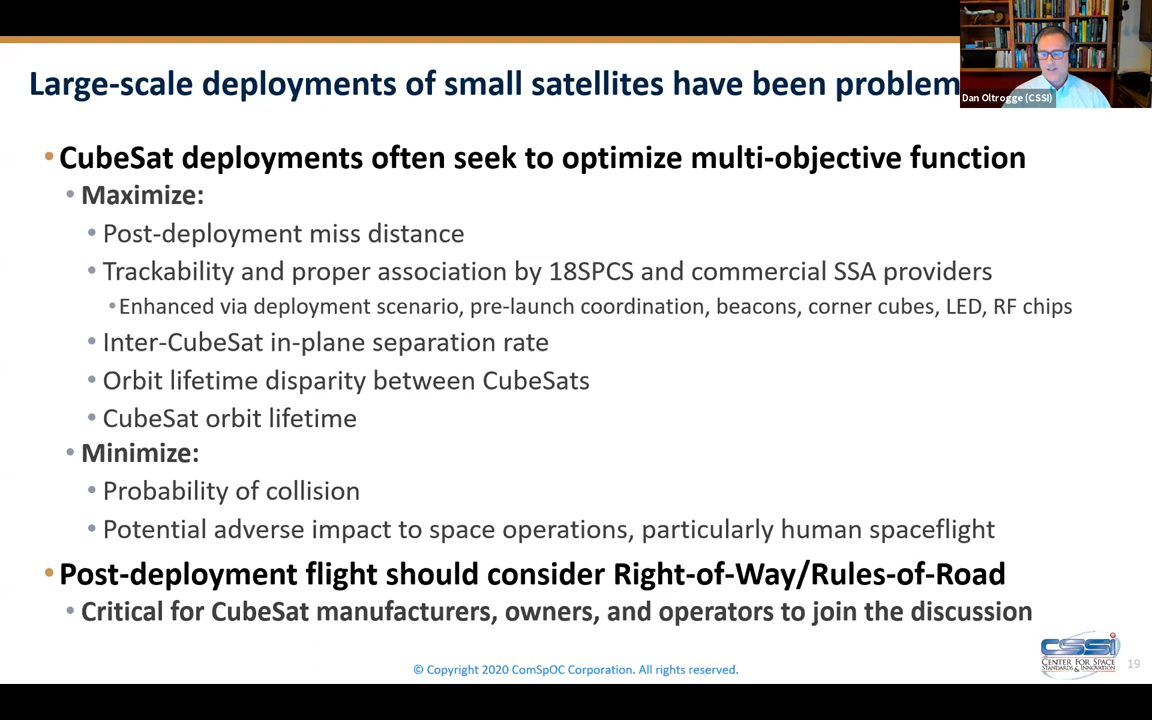 Large-scale deployments of small satellites have been problem
Dan Oltrogge (CSSI)
• CubeSat deployments often seek to optimize multi-objective function
• Maximize:
• Post-deployment miss distance
• Trackability and proper association by 18SPCS and commercial SSA providers
• Enhanced via deployment scenario, pre-launch coordination, beacons, corner cubes, LED, RF chips
• Inter-CubeSat in-plane separation rate
• Orbit lifetime disparity between CubeSats
• CubeSat orbit lifetime
• Minimize:
• Probability of collision
• Potential adverse impact to space operations, particularly human spaceflight
• Post-deployment flight should consider Right-of-Way/Rules-of-Road
• Critical for CubeSat manufacturers, owners, and operators to join the discussion
CSSI
CENTER FOR SPACE
STANDARDS & INNOVATION
19
© Copyright 2020 ComSpOC Corporation. All rights reserved.